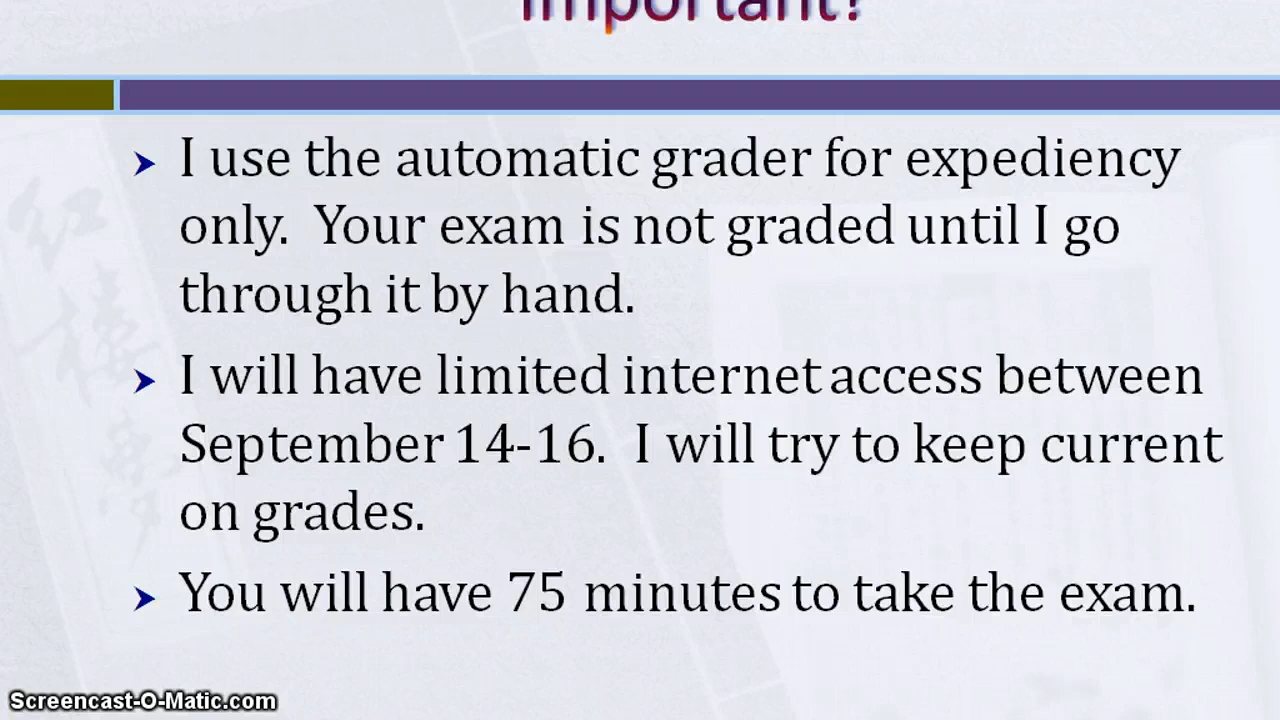 Important?
I use the automatic grader for expediency
only.  Your exam is not graded until I go
through it by hand.
I will have limited internet access between
September 14-16.  I will try to keep current
on grades.
You will have 75 minutes to take the exam.
Screencast-O-Matic.com